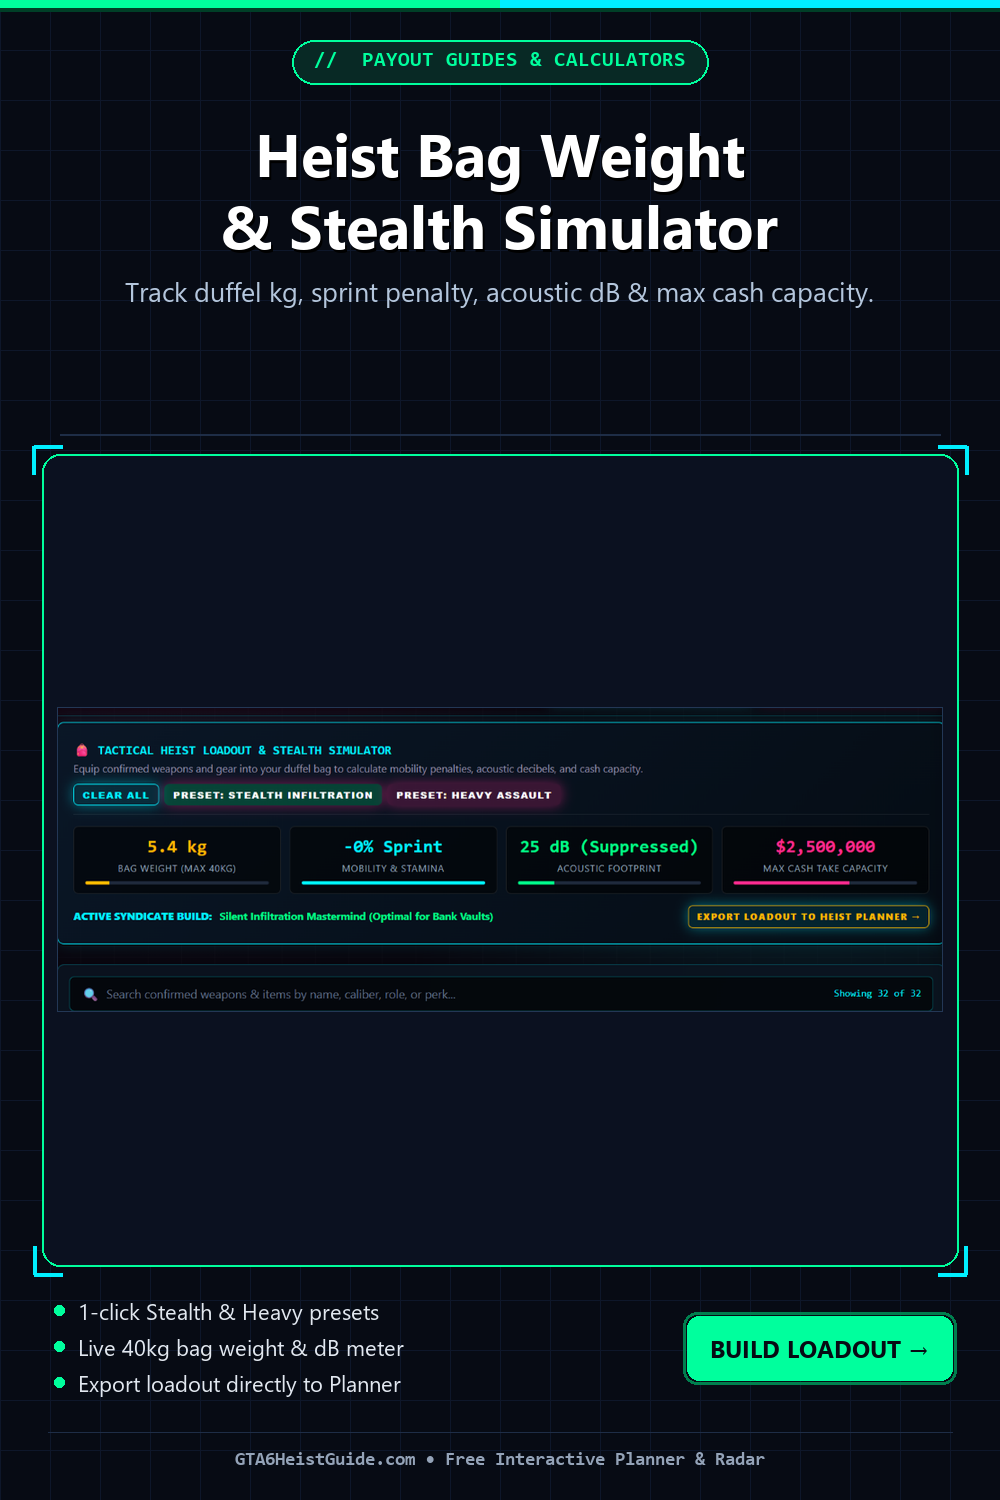 // PAYOUT GUIDES & CALCULATORS
Heist Bag Weight
& Stealth Simulator
Track duffel kg, sprint penalty, acoustic dB & max cash capacity.
TACTICAL HEIST LOADOUT & STEALTH SIMULATOR
Equip confirmed weapons and gear into your duffel bag to calculate mobility penalties, acoustic decibels, and cash capacity.
CLEAR ALL PRESET: STEALTH INFILTRATION PRESET: HEAVY ASSAULT
5.4 kg -0% Sprint 25 dB (Suppressed) $2,500,000
BAG WEIGHT (MAX 40KG) MOBILITY & STAMINA ACOUSTIC FOOTPRINT MAX CASH TAKE CAPACITY
ACTIVE SYNDICATE BUILD: Silent Infiltration Mastermind (Optimal for Bank Vaults) EXPORT LOADOUT TO HEIST PLANNER →
Search confirmed weapons & items by name, caliber, role, or perk... Showing 32 of 32
1-click Stealth & Heavy presets
Live 40kg bag weight & dB meter
Export loadout directly to Planner
BUILD LOADOUT →
GTA6HeistGuide.com • Free Interactive Planner & Radar